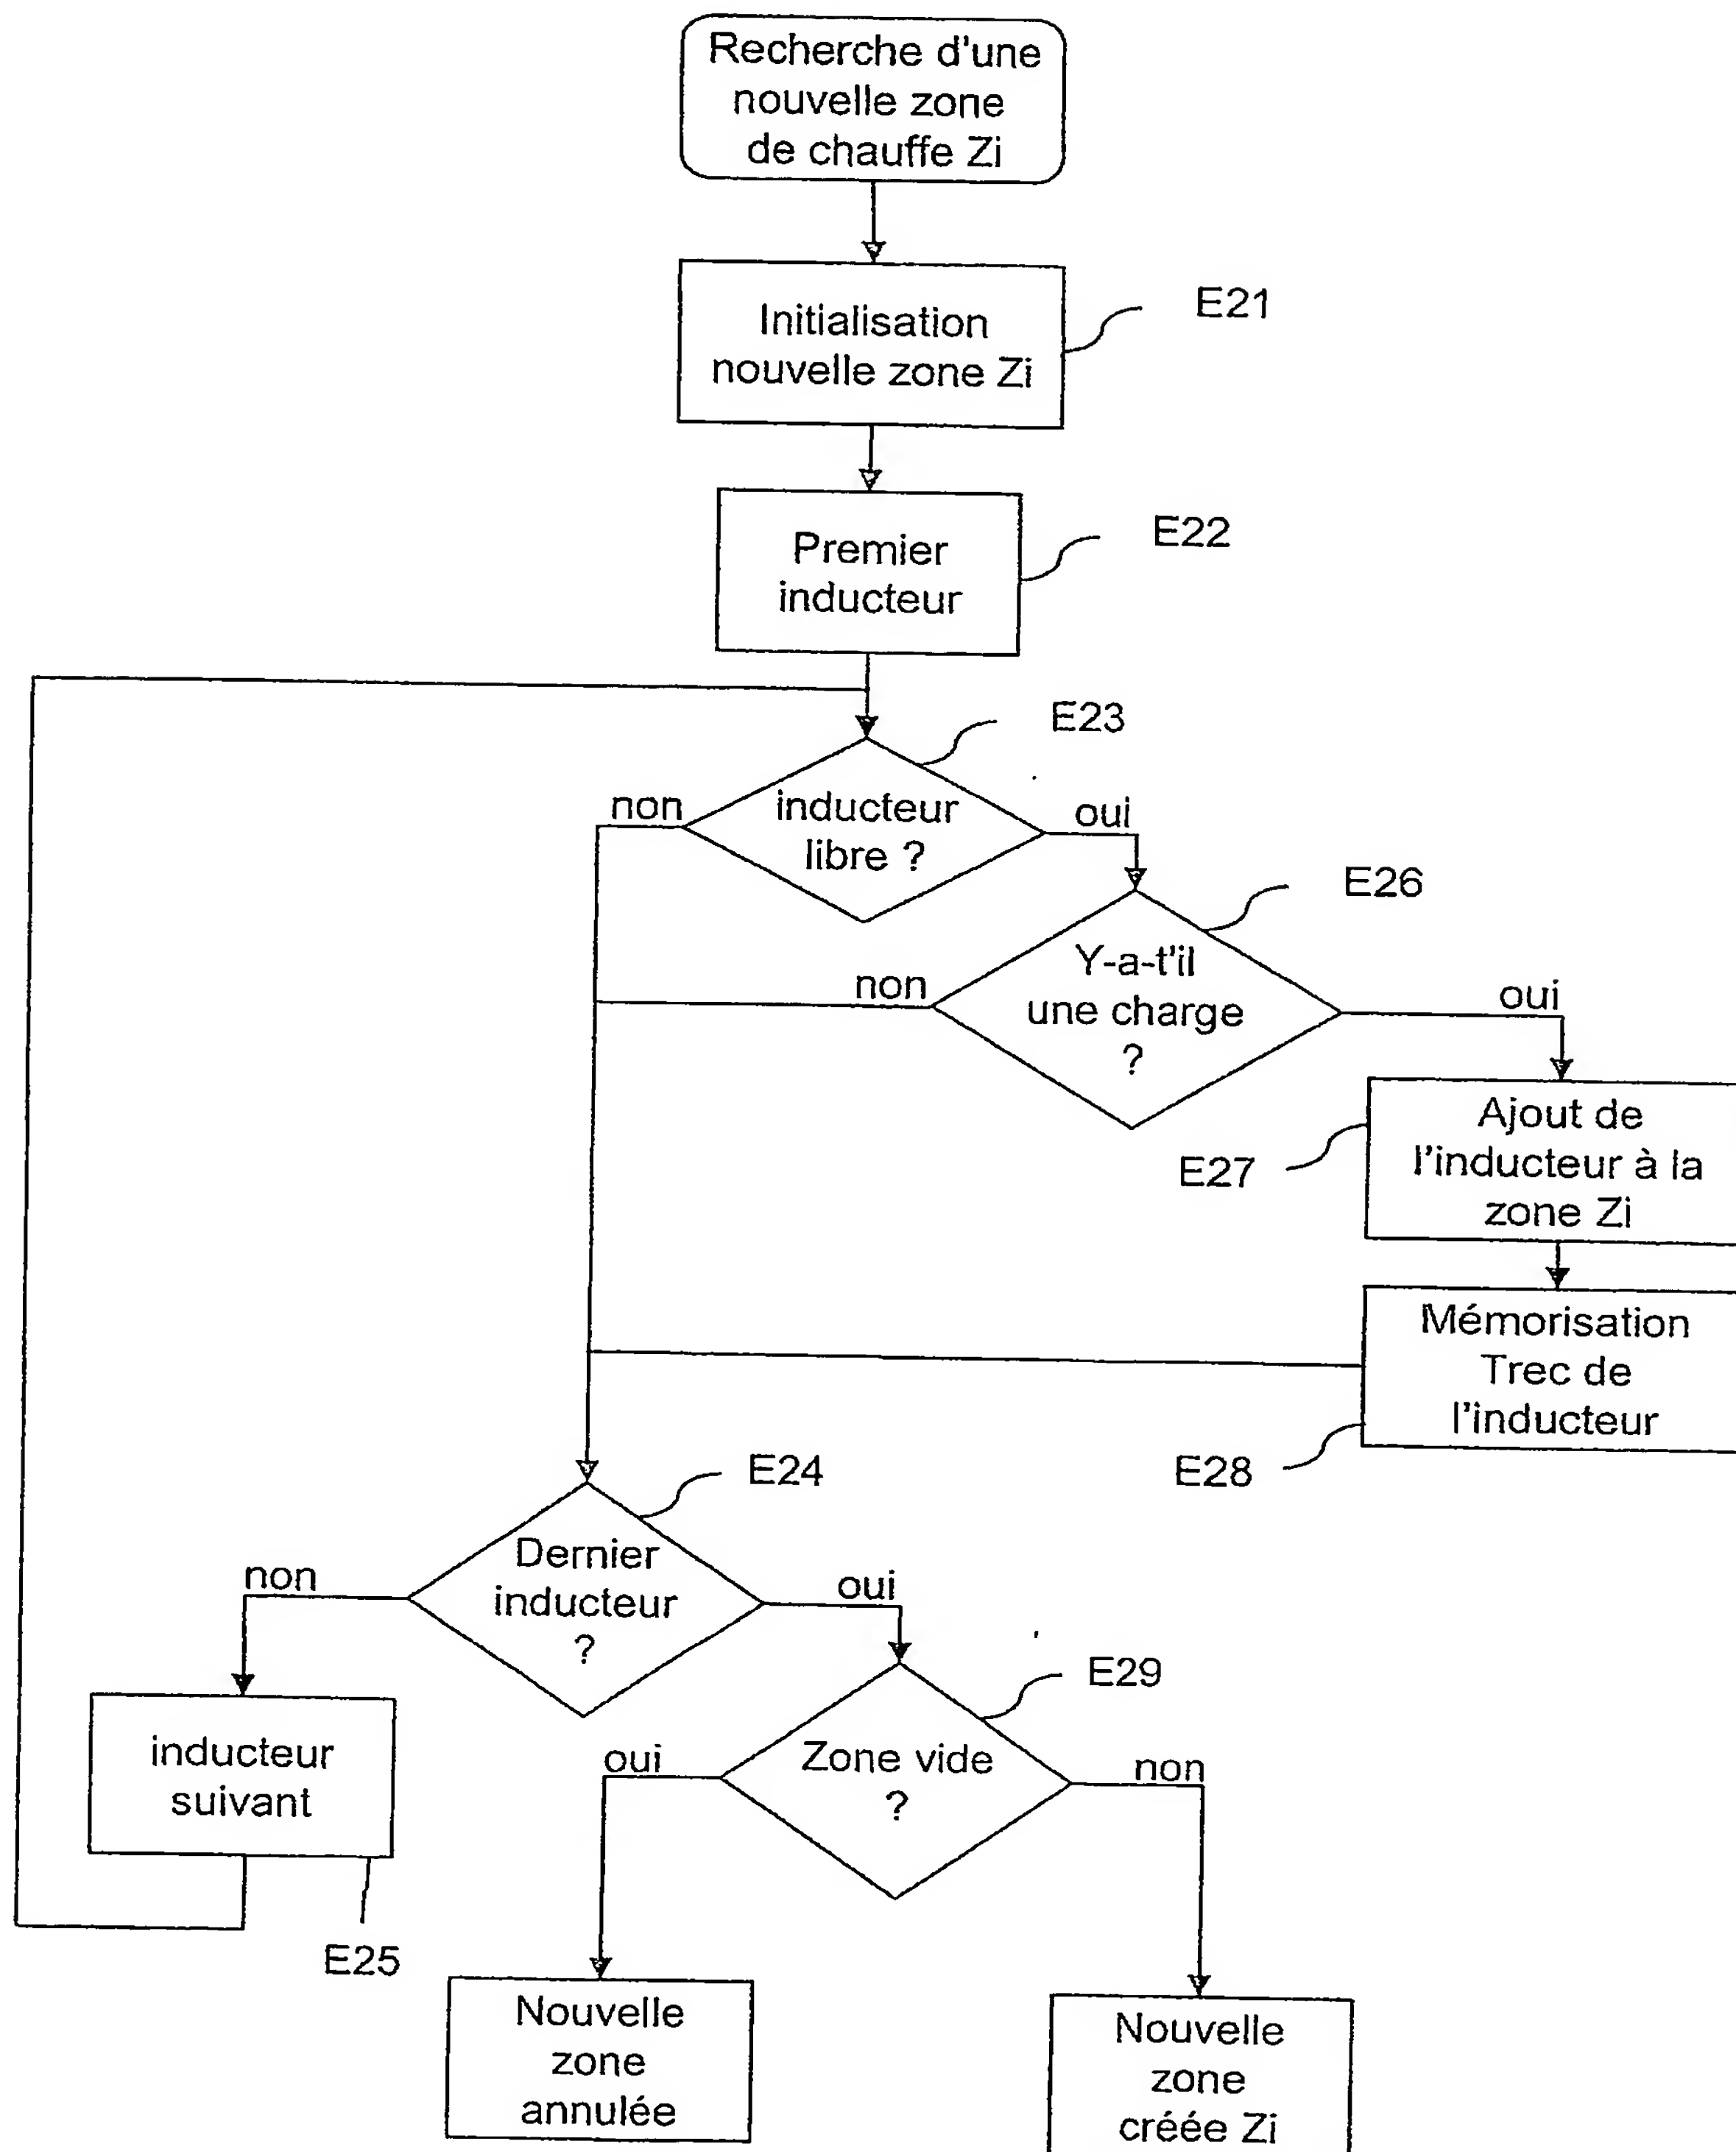 Recherche d'une
nouvelle zone
de chauffe Zi
Initialisation
nouvelle zone Zi
E21
Premier
inducteur
E22
E23
non
inducteur
libre ?
oui
E26
non
Y-a-t'il
une charge
?
oui
E27
Ajout de
l'inducteur à la
zone Zi
Mémorisation
Trec de
l'inducteur
E28
E24
non
Dernier
inducteur
?
oui
E29
inducteur
suivant
E25
oui
Zone vide
?
non
Nouvelle
zone
annulée
Nouvelle
zone
créée Zi